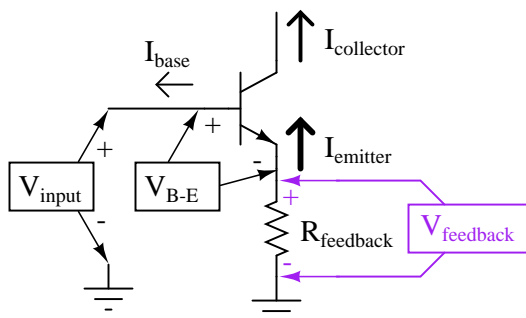 I_collector
I_base
+
+
I_emitter
-
V_input
V_B-E
+
-
R_feedback
V_feedback
-